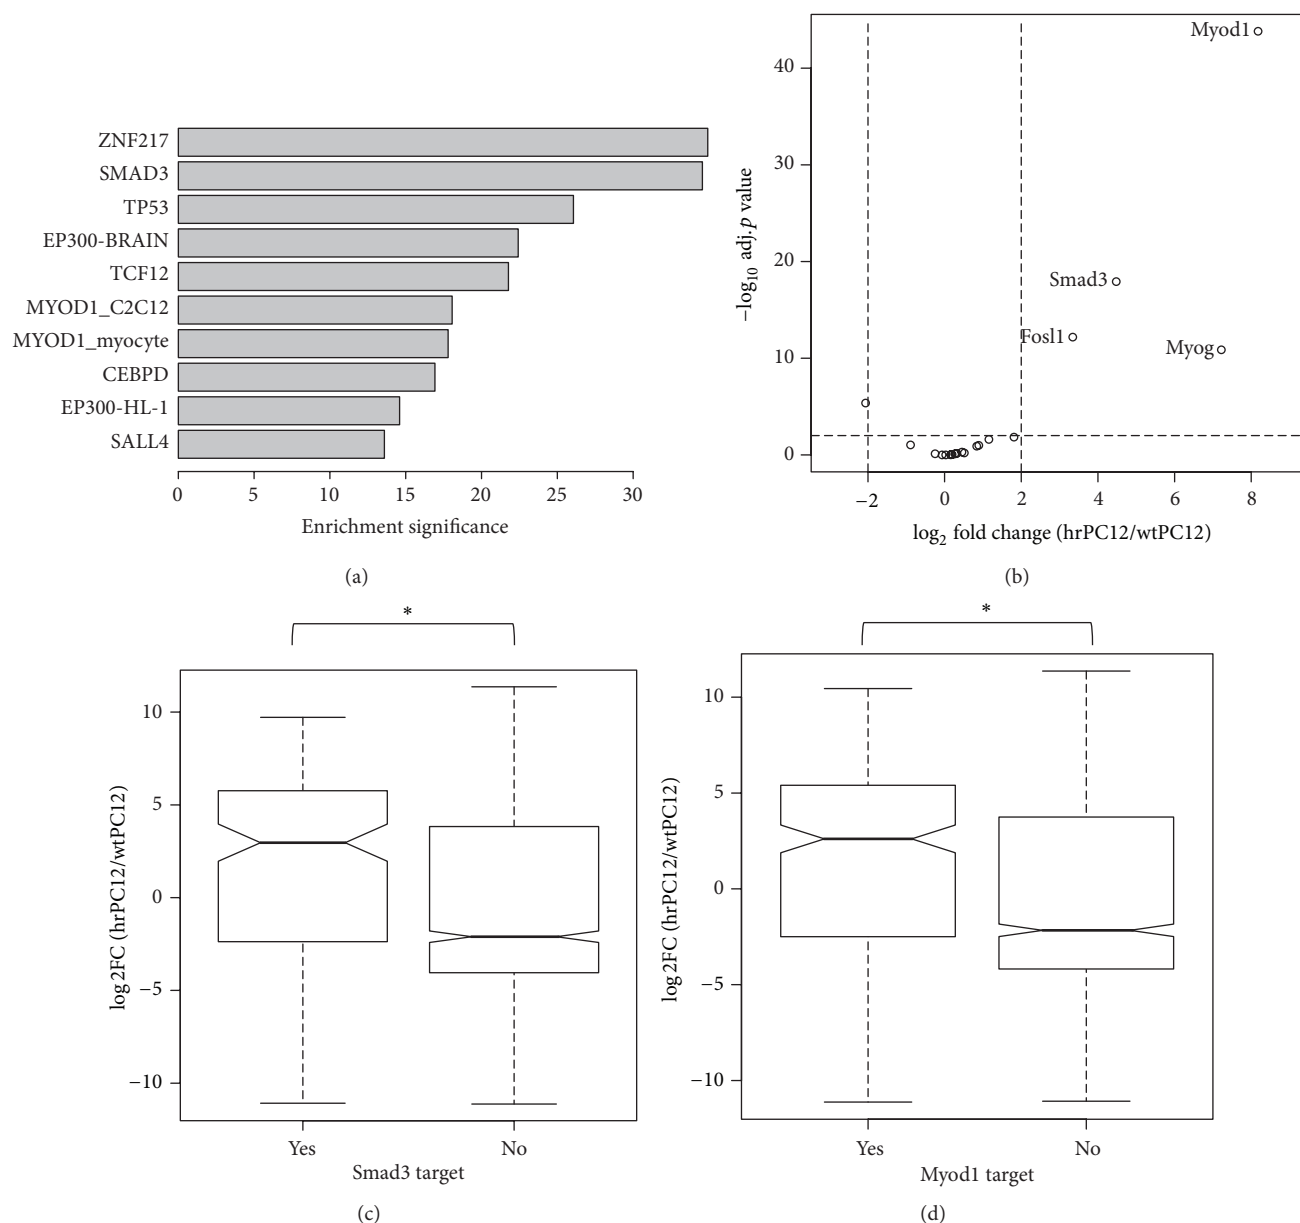 ZNF217
SMAD3
TP53
EP300-BRAIN
TCF12
MYOD1_C2C12
MYOD1_myocyte
CEBPD
EP300-HL-1
SALL4
0 5 10 15 20 25 30
Enrichment significance
(a)
40
30
20
10
0
−log10 adj.p value
Myod1
Smad3
Fosl1
Myog
−2 0 2 4 6 8
log2 fold change (hrPC12/wtPC12)
(b)
*
10
5
0
−5
−10
log 2FC (hrPC12/wtPC12)
Yes No
Smad3 target
(c)
*
10
5
0
−5
−10
log 2FC (hrPC12/wtPC12)
Yes No
Myod1 target
(d)